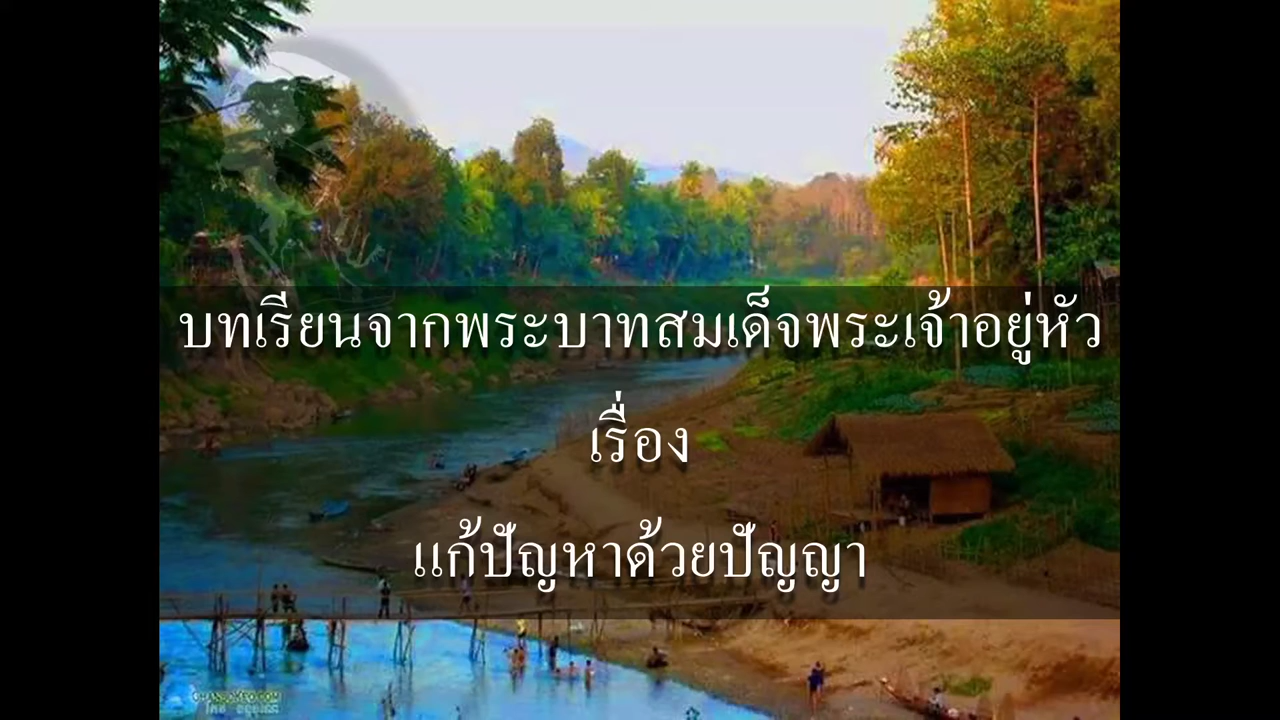 บทเรียนจากพระบาทสมเด็จพระเจ้าอยู่หัว
เรื่อง
แก้ปัญหาด้วยปัญญา